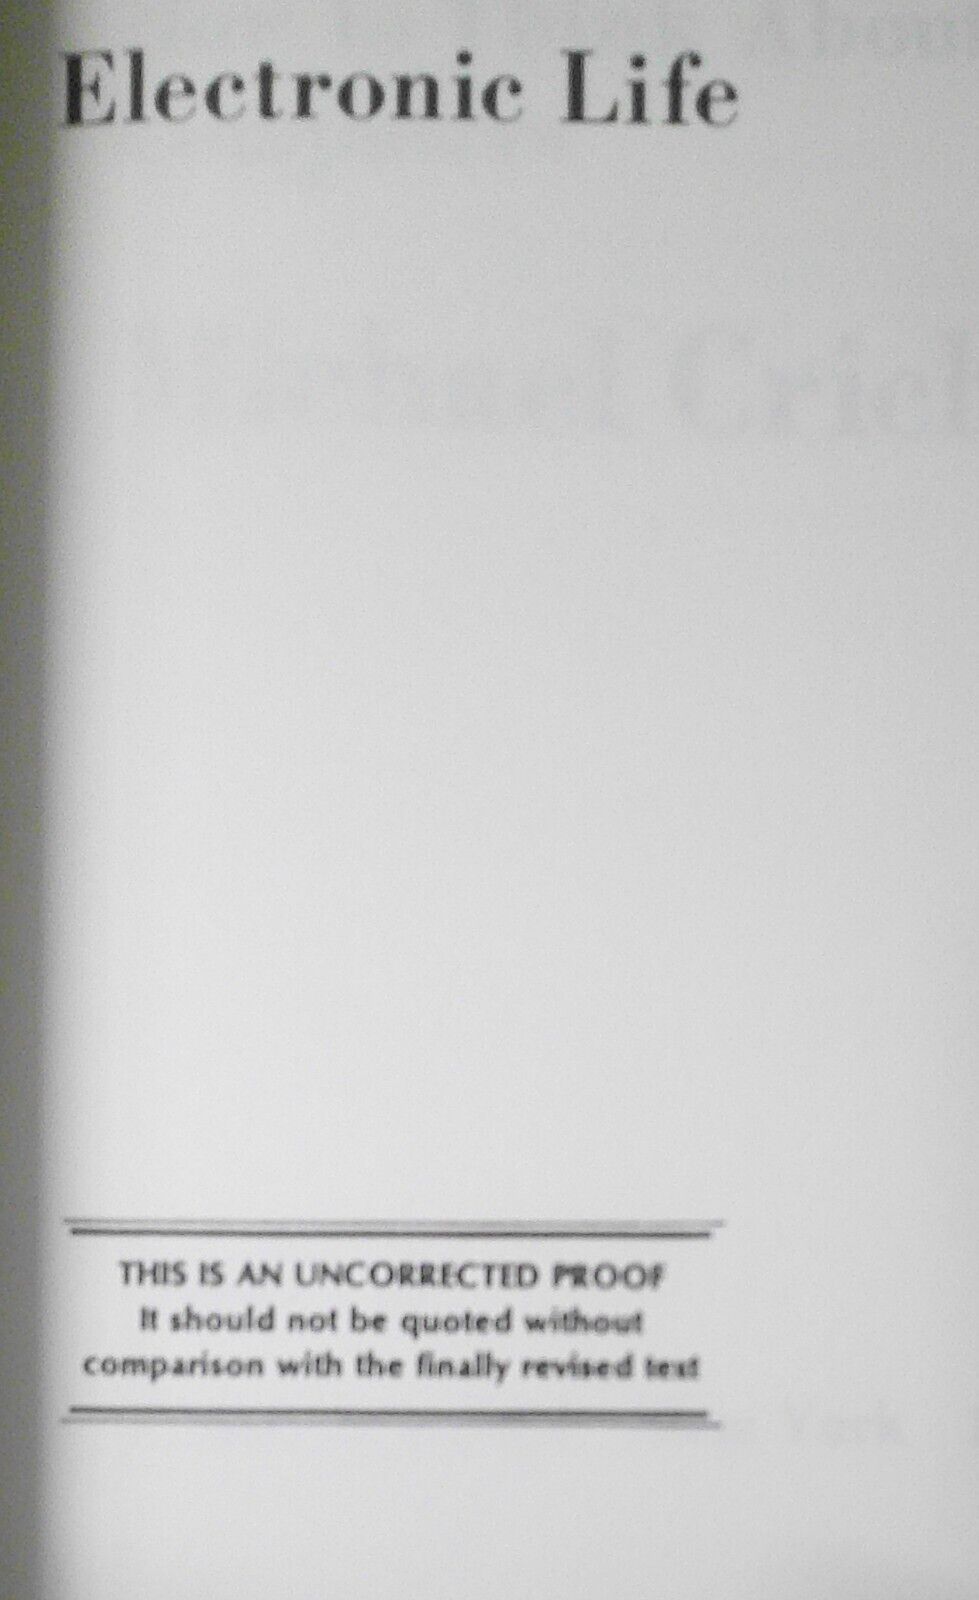 Electronic Life
THIS IS AN UNCORRECTED PROOF
It should not be quoted without
comparison with the finally revised text